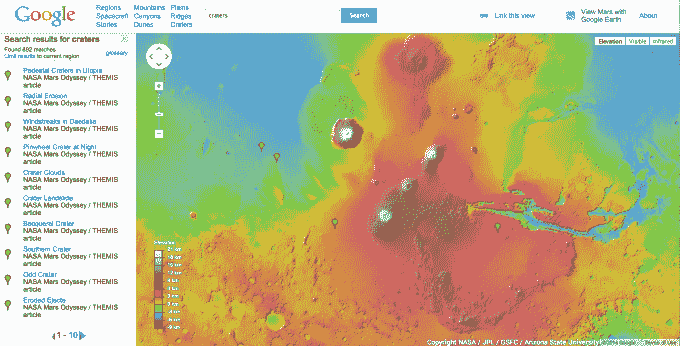 Google
Regions Mountains Plains
Spacecraft Canyons Ridges
Stories Dunes Craters
craters
Search
Link this view
View Mars with
Google Earth
About
Search results for craters
Found 892 matches
Limit results to current region
glossary
Pedestal Craters in Utopia
NASA Mars Odyssey / THEMIS
article
Radial Erosion
NASA Mars Odyssey / THEMIS
article
Windstreaks in Daedalia
NASA Mars Odyssey / THEMIS
article
Pinwheel Crater at Night
NASA Mars Odyssey / THEMIS
article
Crater Clouds
NASA Mars Odyssey / THEMIS
article
Crater Landslide
NASA Mars Odyssey / THEMIS
article
Becquerel Crater
NASA Mars Odyssey / THEMIS
article
Southern Crater
NASA Mars Odyssey / THEMIS
article
Odd Crater
NASA Mars Odyssey / THEMIS
article
Eroded Ejecta
NASA Mars Odyssey / THEMIS
article
1 - 10
Elevation Visible Infrared
Elevation
Copyright NASA / JPL / GSFC / Arizona State University
Terms of Use